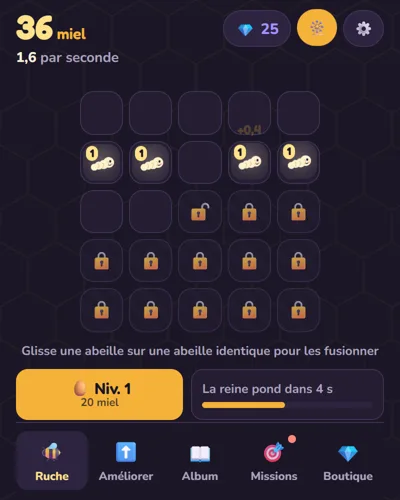 36 miel
25
1,6 par seconde
+0,4
1 1 1 1
Glisse une abeille sur une abeille identique pour les fusionner
Niv. 1
20 miel
La reine pond dans 4 s
Ruche Améliorer Album Missions Boutique